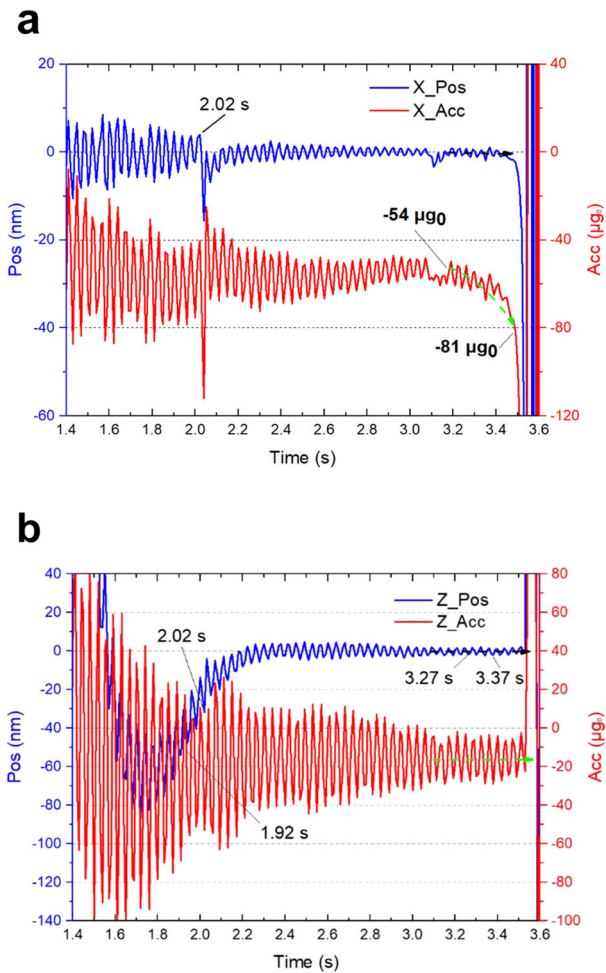 a
20
0
-20
-40
-60
Pos (nm)
40
0
-40
-80
-120
Acc (µg₀)
X_Pos
X_Acc
2.02 s
-54 µg₀
-81 µg₀
1.4 1.6 1.8 2.0 2.2 2.4 2.6 2.8 3.0 3.2 3.4 3.6
Time (s)
b
40
20
0
-20
-40
-60
-80
-100
-120
-140
Pos (nm)
80
60
40
20
0
-20
-40
-60
-80
-100
Acc (µg₀)
Z_Pos
Z_Acc
2.02 s
3.27 s
3.37 s
1.92 s
1.4 1.6 1.8 2.0 2.2 2.4 2.6 2.8 3.0 3.2 3.4 3.6
Time (s)